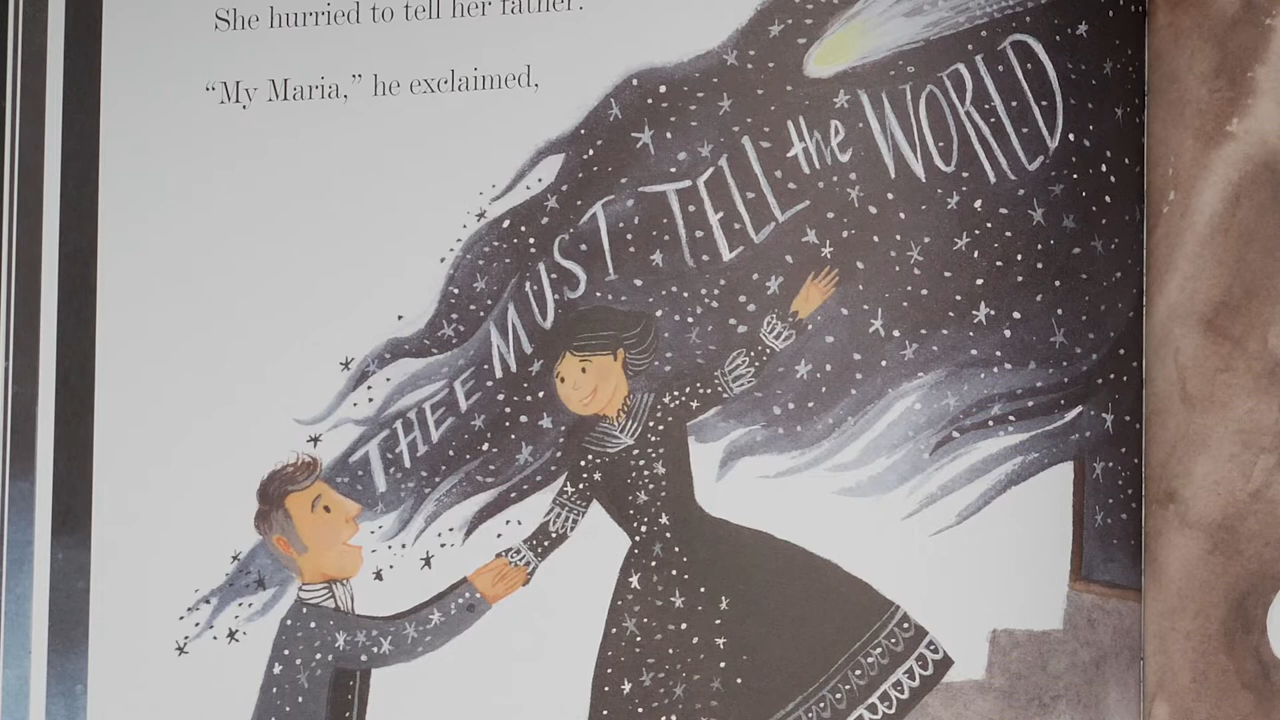 She hurried to tell her father.
“My Maria,” he exclaimed,
THEE MUST TELL the WORLD